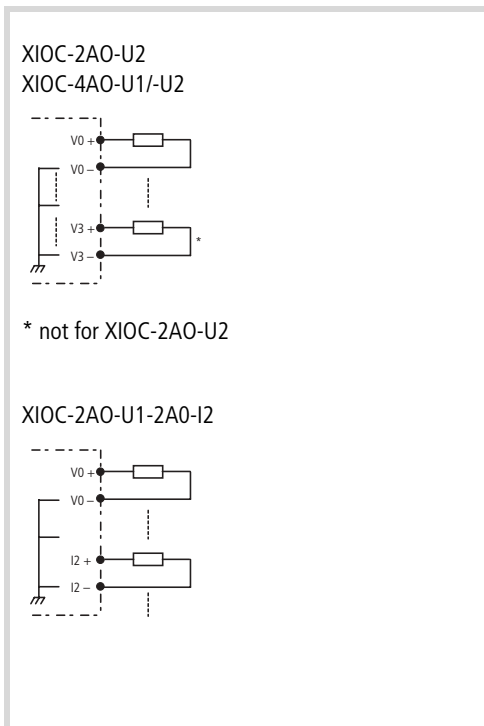 XIOC-2AO-U2
XIOC-4AO-U1/-U2
V0 +
V0 –
V3 +
*
V3 –
* not for XIOC-2AO-U2
XIOC-2AO-U1-2A0-I2
V0 +
V0 –
I2 +
I2 –